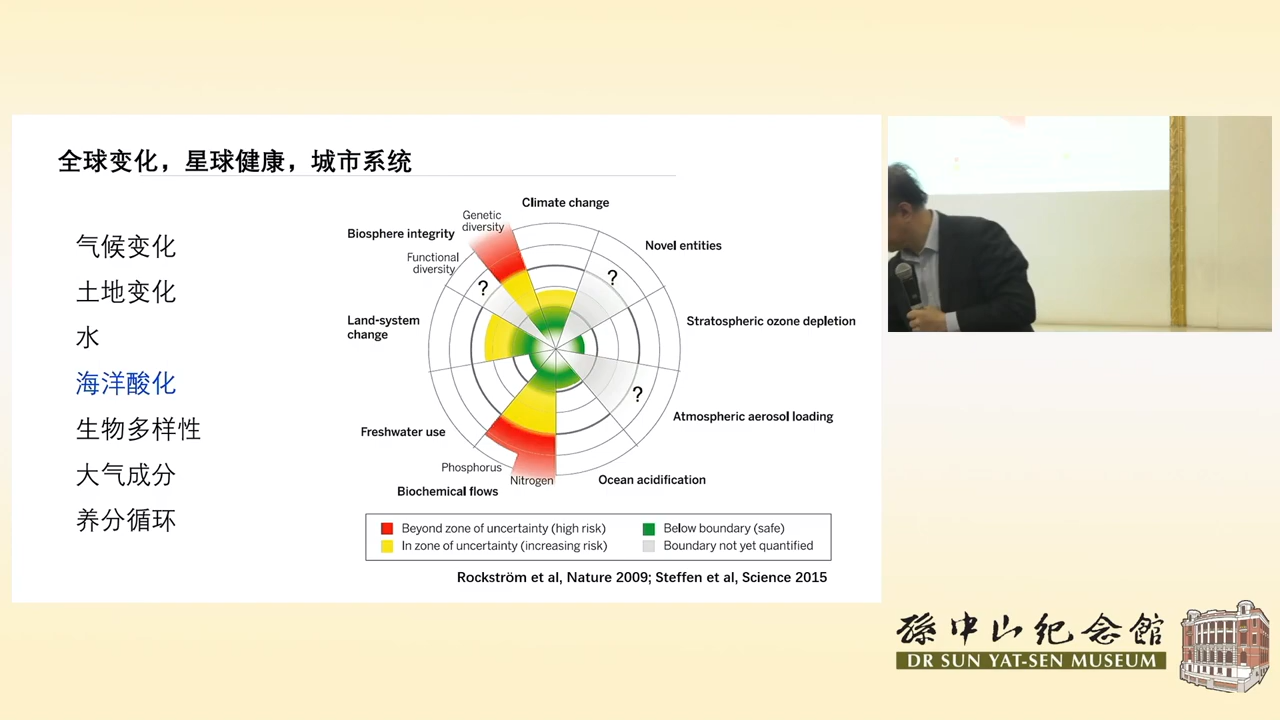 全球变化，星球健康，城市系统
气候变化
土地变化
水
海洋酸化
生物多样性
大气成分
养分循环
Climate change
Genetic
diversity
Biosphere integrity
Novel entities
Functional
diversity
?
?
Land-system
change
Stratospheric ozone depletion
?
Atmospheric aerosol loading
Freshwater use
Phosphorus
Nitrogen
Ocean acidification
Biochemical flows
Beyond zone of uncertainty (high risk)
Below boundary (safe)
In zone of uncertainty (increasing risk)
Boundary not yet quantified
Rockström et al, Nature 2009; Steffen et al, Science 2015
孫中山紀念館
DR SUN YAT-SEN MUSEUM